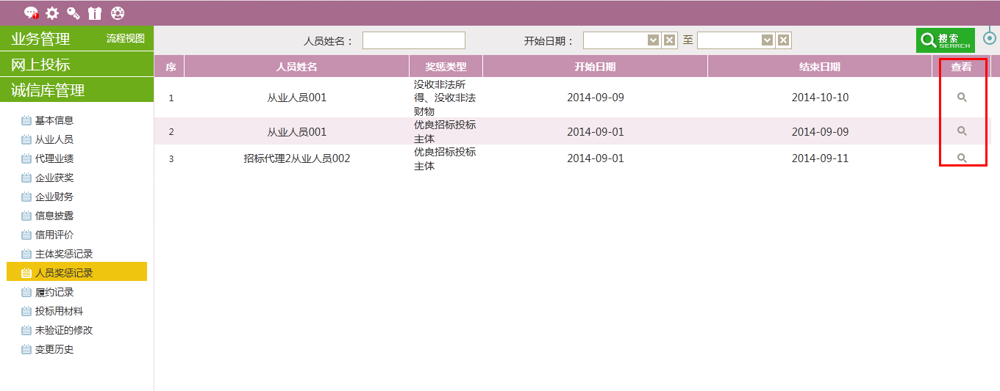 业务管理 流程视图
网上投标
诚信库管理
基本信息
从业人员
代理业绩
企业获奖
企业财务
信息披露
信用评价
主体奖惩记录
人员奖惩记录
履约记录
投标用材料
未验证的修改
变更历史
人员姓名： 开始日期： 至 搜索
SEARCH
序 人员姓名 奖惩类型 开始日期 结束日期 查看
1 从业人员001 没收非法所得、没收非法财物 2014-09-09 2014-10-10
2 从业人员001 优良招标投标主体 2014-09-01 2014-09-09
3 招标代理2从业人员002 优良招标投标主体 2014-09-01 2014-09-11